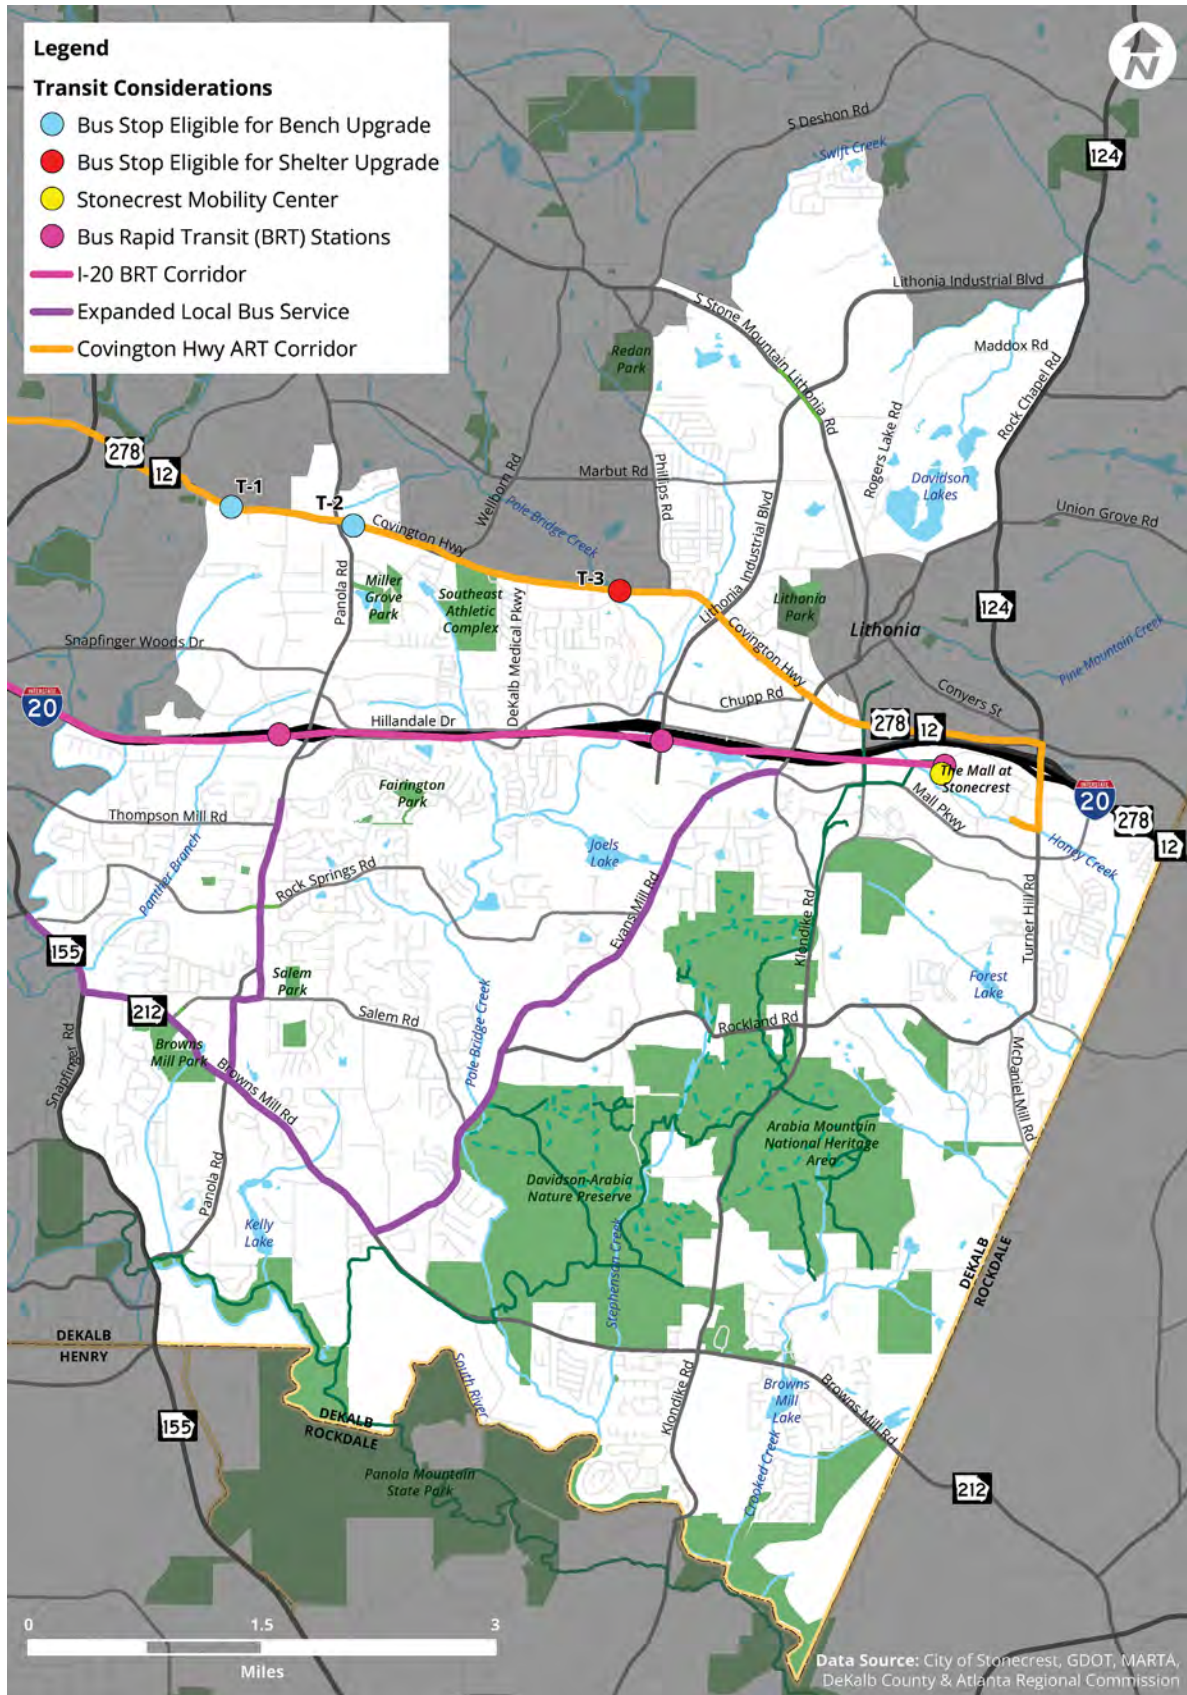 Legend
Transit Considerations
Bus Stop Eligible for Bench Upgrade
Bus Stop Eligible for Shelter Upgrade
Stonecrest Mobility Center
Bus Rapid Transit (BRT) Stations
I-20 BRT Corridor
Expanded Local Bus Service
Covington Hwy ART Corridor
N
S Deshon Rd
Swift Creek
124
Lithonia Industrial Blvd
S Stone Mountain Lithonia Rd
Redan
Park
Maddox Rd
Rock Chapel Rd
Rogers Lake Rd
278
12
T-1
T-2
Wellborn Rd
Marbut Rd
Phillips Rd
Davidson
Lakes
Union Grove Rd
Covington Hwy
Pole Bridge Creek
Lithonia Industrial Blvd
Panola Rd
Miller
Grove
Park
Southeast
Athletic
Complex
T-3
DeKalb Medical Pkwy
Lithonia
Park
Lithonia
124
Snapfinger Woods Dr
Covington Hwy
Pine Mountain Creek
INTERSTATE
20
Hillandale Dr
Chupp Rd
Conyers St
278
12
The Mall at
Stonecrest
INTERSTATE
20
278
12
Fairington
Park
Mall Pkwy
Thompson Mill Rd
Panther Branch
Joels
Lake
Honey Creek
Rock Springs Rd
Evans Mill Rd
Klondike Rd
Turner Hill Rd
155
Salem
Park
Forest
Lake
212
Salem Rd
Pole Bridge Creek
Rockland Rd
Snapfinger Rd
Browns
Mill Park
Browns Mill Rd
McDaniel Mill Rd
Arabia Mountain
National Heritage
Area
Panola Rd
Davidson-Arabia
Nature Preserve
Kelly
Lake
Stephenson Creek
DEKALB
ROCKDALE
DEKALB
HENRY
South River
Klondike Rd
Browns
Mill
Lake
Browns Mill Rd
155
DEKALB
ROCKDALE
Panola Mountain
State Park
Crooked Creek
212
0
1.5
3
Miles
Data Source: City of Stonecrest, GDOT, MARTA,
DeKalb County & Atlanta Regional Commission